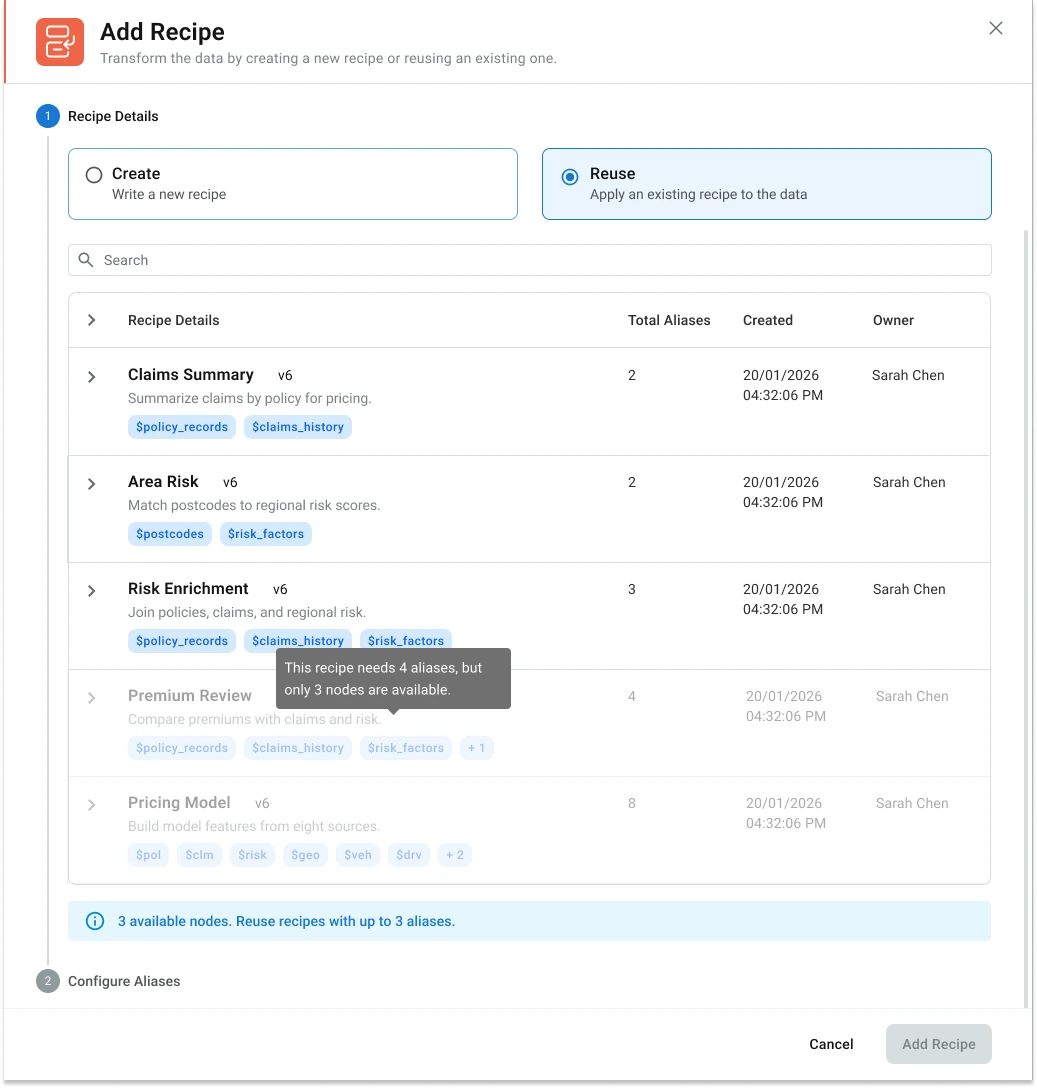 Add Recipe
Transform the data by creating a new recipe or reusing an existing one.
1 Recipe Details
Create
Write a new recipe
Reuse
Apply an existing recipe to the data
Search
Recipe Details Total Aliases Created Owner
Claims Summary v6 2 20/01/2026 Sarah Chen
04:32:06 PM
Summarize claims by policy for pricing.
$policy_records $claims_history
Area Risk v6 2 20/01/2026 Sarah Chen
04:32:06 PM
Match postcodes to regional risk scores.
$postcodes $risk_factors
Risk Enrichment v6 3 20/01/2026 Sarah Chen
04:32:06 PM
Join policies, claims, and regional risk.
$policy_records $claims_history $risk_factors
This recipe needs 4 aliases, but
only 3 nodes are available.
Premium Review 4 20/01/2026 Sarah Chen
04:32:06 PM
Compare premiums with claims and risk.
$policy_records $claims_history $risk_factors + 1
Pricing Model v6 8 20/01/2026 Sarah Chen
04:32:06 PM
Build model features from eight sources.
$pol $clm $risk $geo $veh $drv + 2
3 available nodes. Reuse recipes with up to 3 aliases.
2 Configure Aliases
Cancel Add Recipe